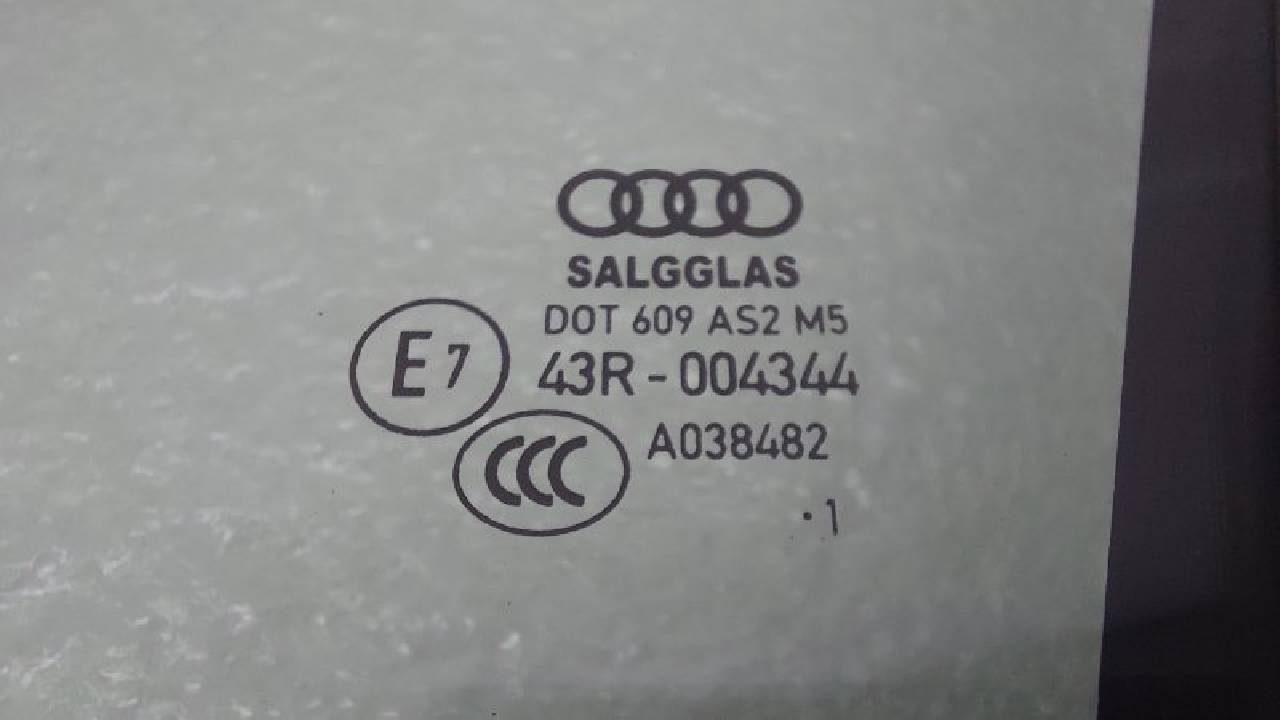 SALGGLAS
DOT 609 AS2 M5
E7
43R-004344
CCC
A038482
·1